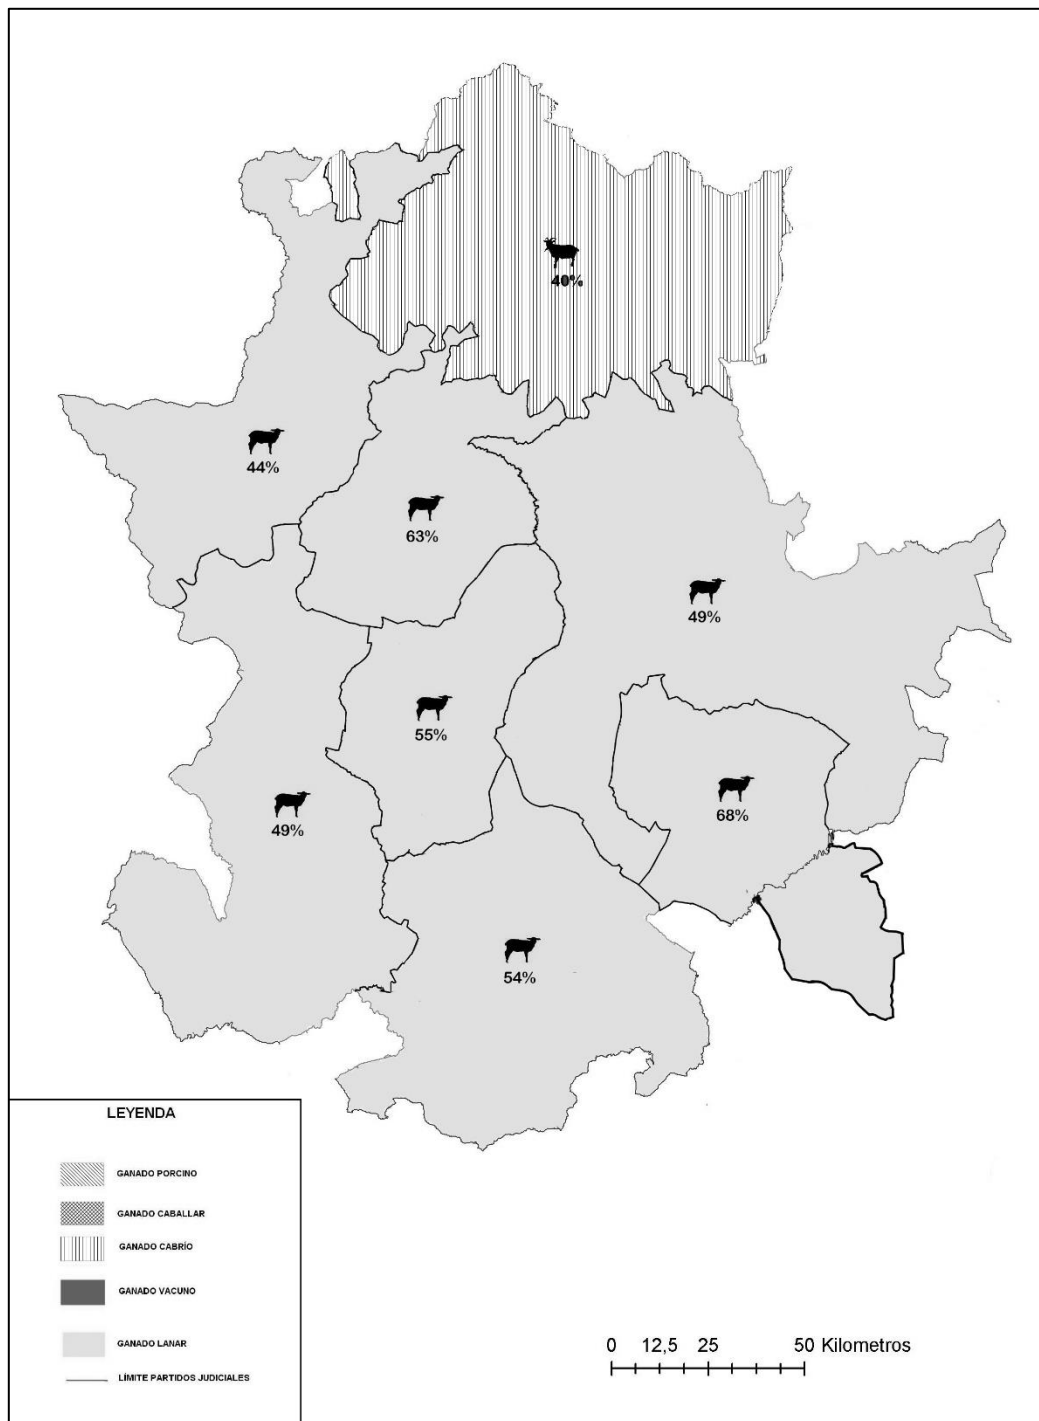 40%
44%
63%
49%
55%
68%
49%
54%
LEYENDA
GANADO PORCINO
GANADO CABALLAR
GANADO CABRÍO
GANADO VACUNO
GANADO LANAR
LÍMITE PARTIDOS JUDICIALES
0 12,5 25 50 Kilometros